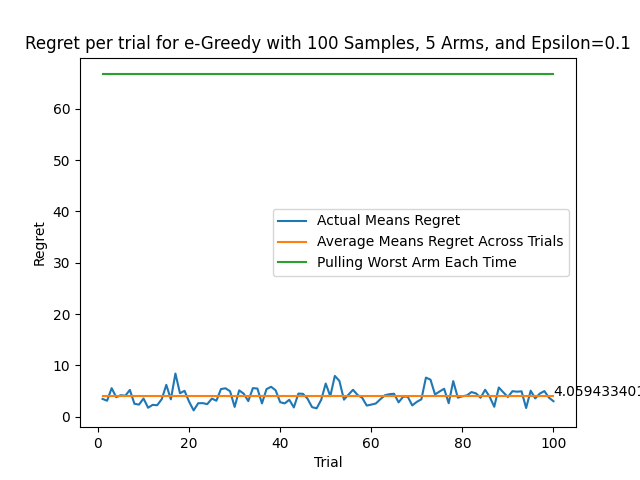 Regret per trial for e-Greedy with 100 Samples, 5 Arms, and Epsilon=0.1
60
50
40
30
20
10
0
Regret
Actual Means Regret
Average Means Regret Across Trials
Pulling Worst Arm Each Time
4.059433401
0 20 40 60 80 100
Trial